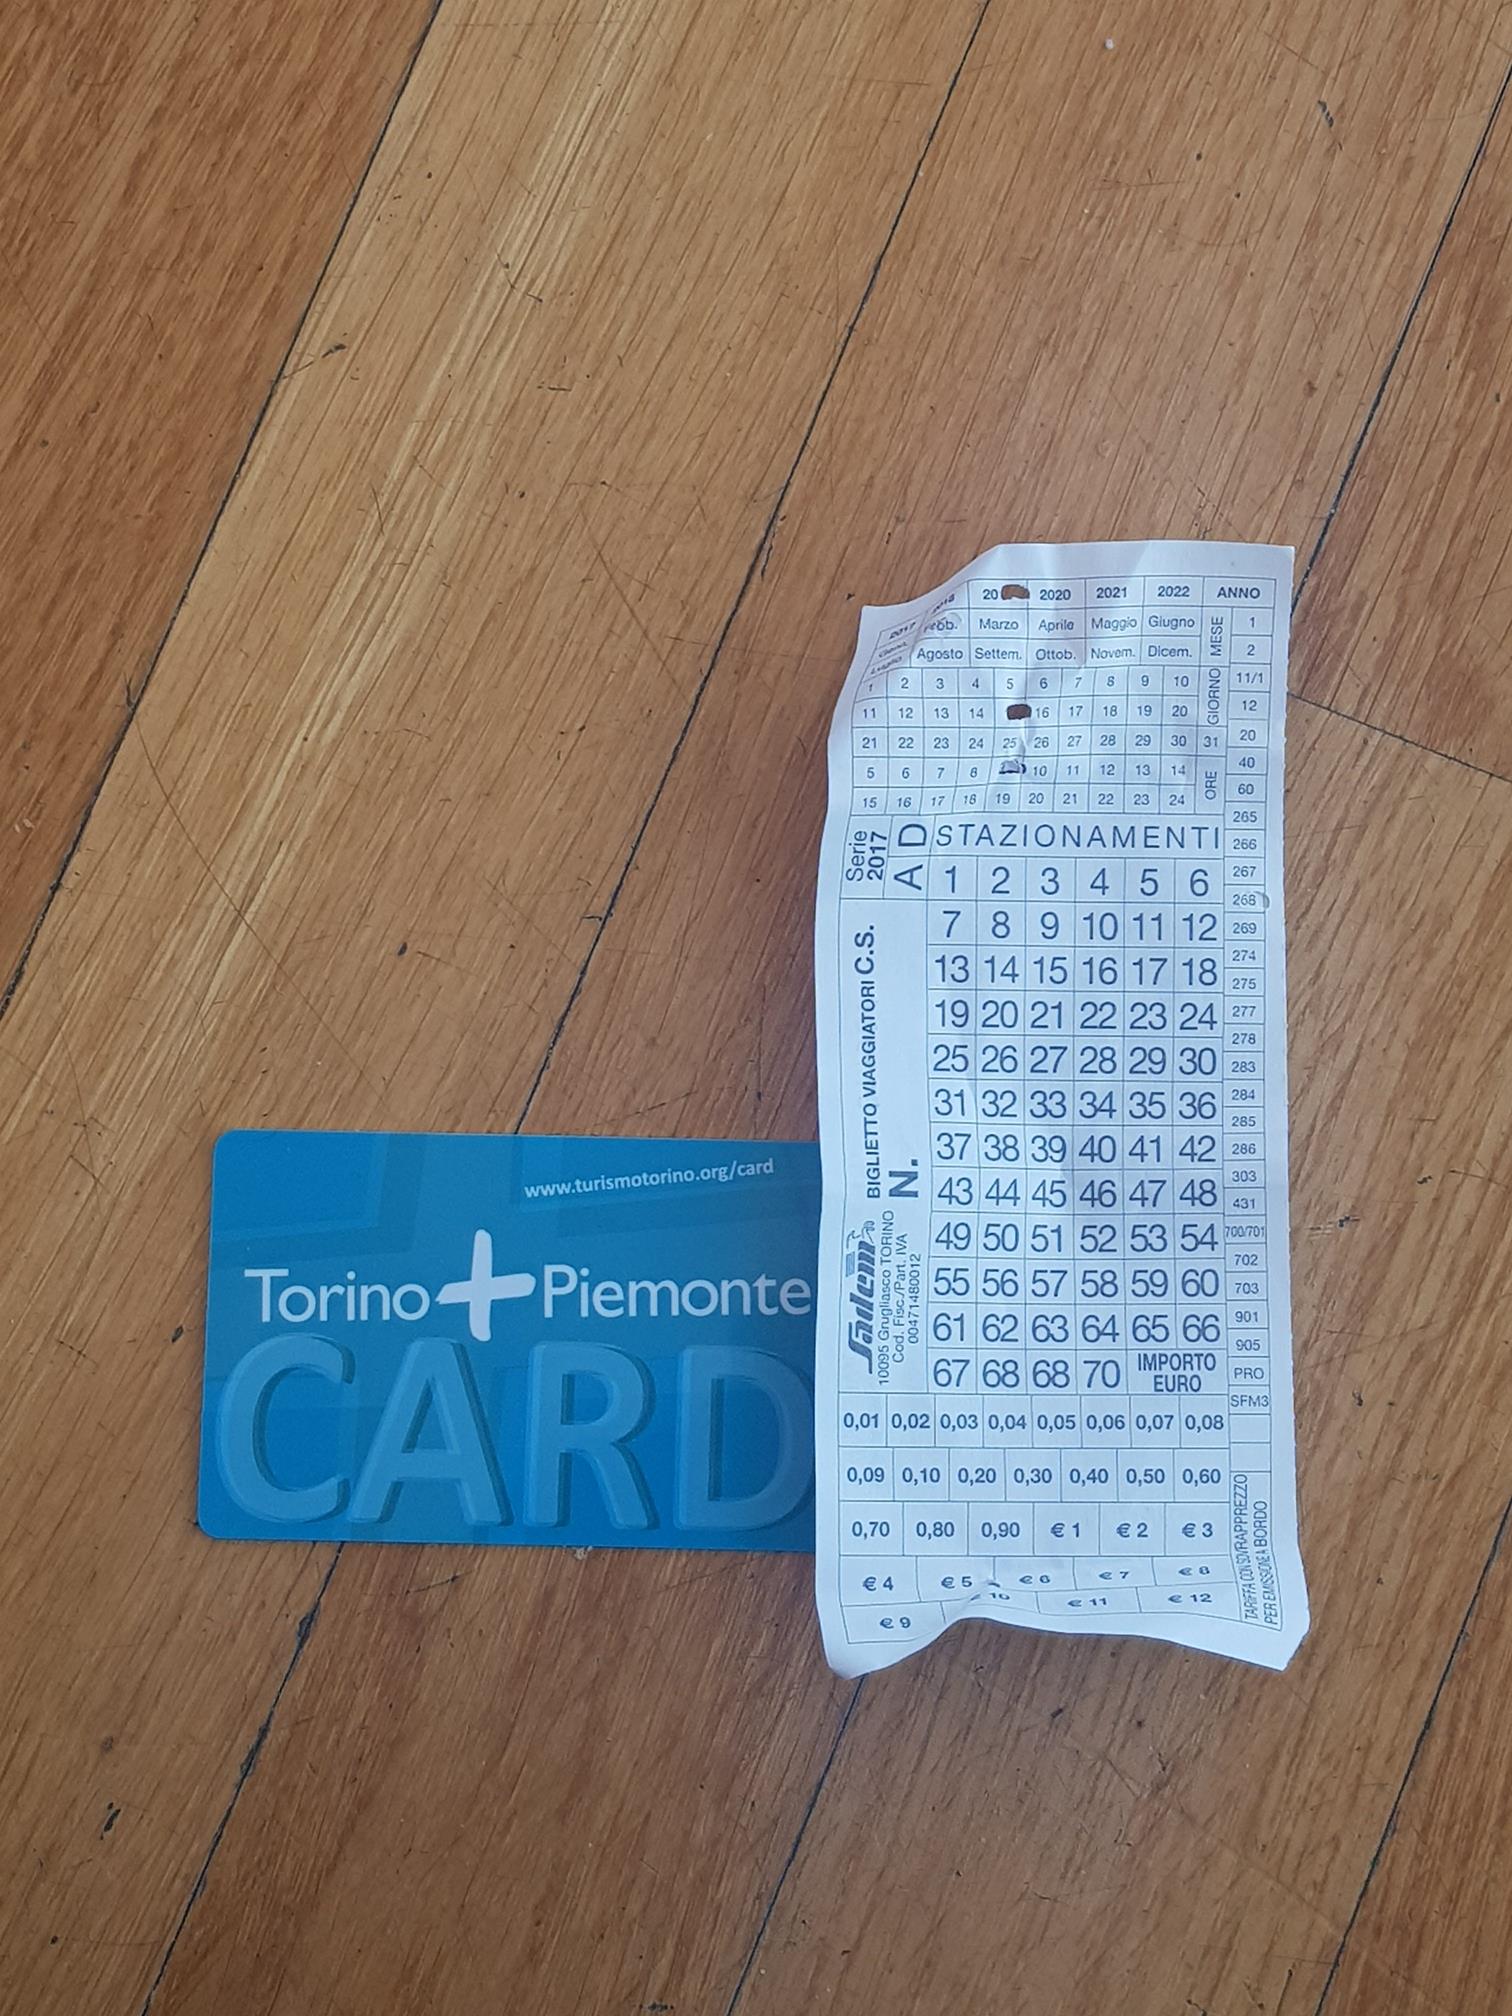 www.turismotorino.org/card
Torino+Piemonte
CARD
2017 2018 20 2020 2021 2022 ANNO
Genn. Febb. Marzo Aprile Maggio Giugno
Luglio Agosto Settem. Ottob. Novem. Dicem.
MESE
1 2 3 4 5 6 7 8 9 10
11 12 13 14 16 17 18 19 20
21 22 23 24 25 26 27 28 29 30 31
GIORNO
5 6 7 8 10 11 12 13 14
15 16 17 18 19 20 21 22 23 24
ORE
Serie
2017
A D
STAZIONAMENTI
1 2 3 4 5 6
7 8 9 10 11 12
13 14 15 16 17 18
19 20 21 22 23 24
25 26 27 28 29 30
31 32 33 34 35 36
37 38 39 40 41 42
43 44 45 46 47 48
49 50 51 52 53 54
55 56 57 58 59 60
61 62 63 64 65 66
67 68 68 70 IMPORTO
EURO
0,01 0,02 0,03 0,04 0,05 0,06 0,07 0,08
0,09 0,10 0,20 0,30 0,40 0,50 0,60
0,70 0,80 0,90 € 1 € 2 € 3
€ 4 € 5 € 6 € 7 € 8
€ 9 € 10 € 11 € 12
BIGLIETTO VIAGGIATORI C.S.
N.
Sadem
10095 Grugliasco TORINO
Cod. Fisc./Part. IVA
00471480012
1
2
11/1
12
20
40
60
265
266
267
268
269
274
275
277
278
283
284
285
286
303
431
700/701
702
703
901
905
PRO
SFM3
TARIFFA CON SOVRAPPREZZO
PER EMISSIONE A BORDO